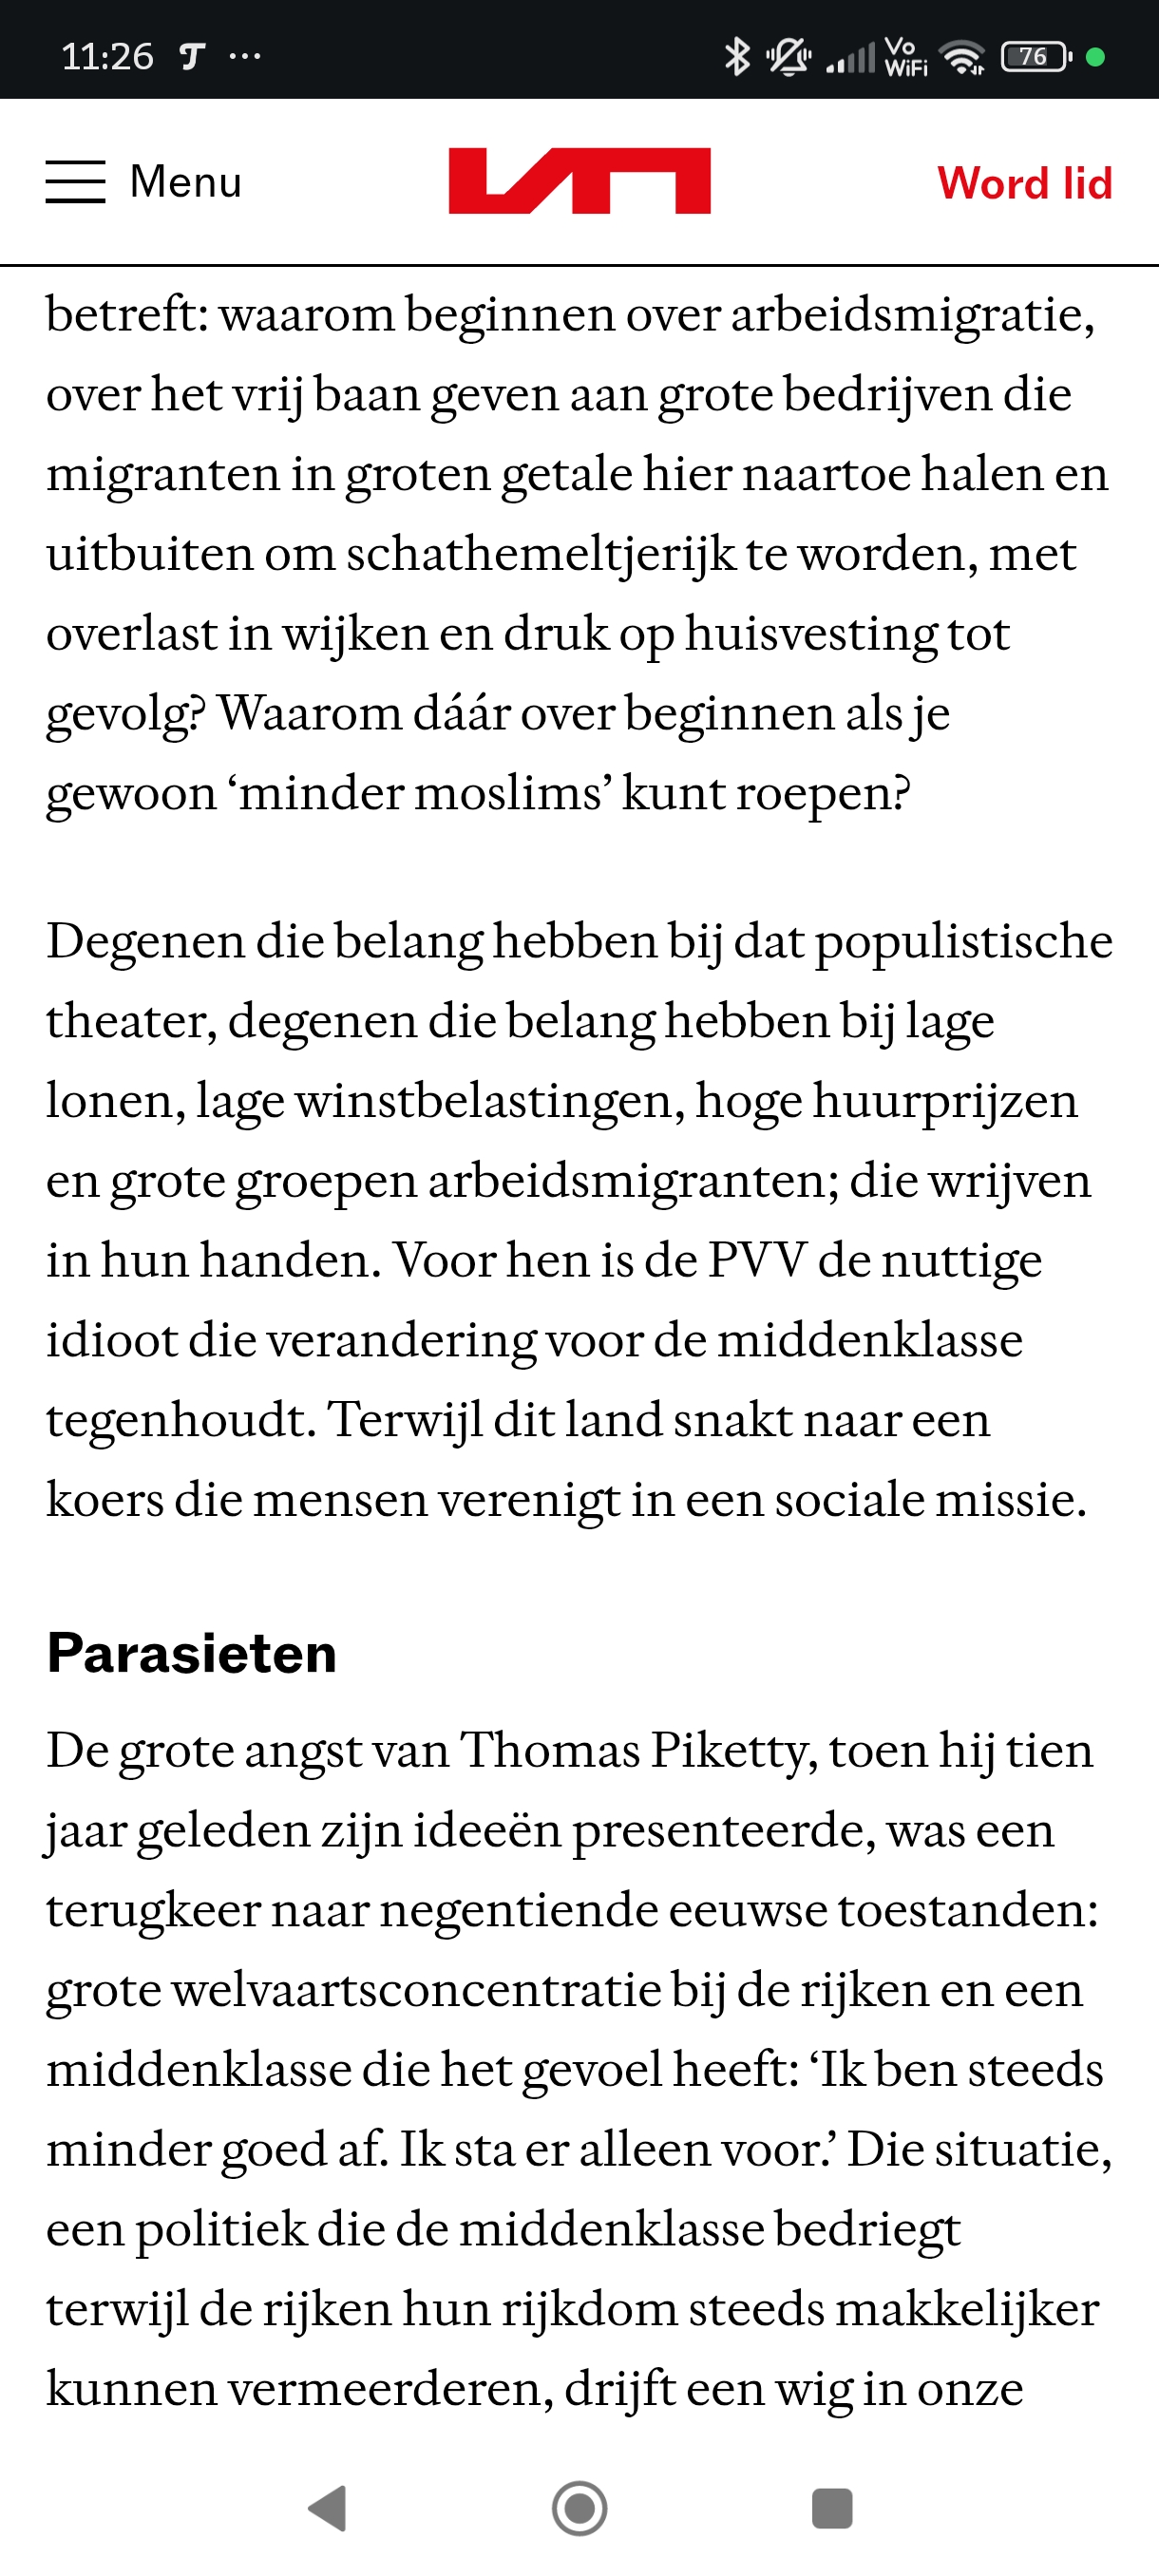 11:26
Vo
WiFi
76
Menu
Word lid
betreft: waarom beginnen over arbeidsmigratie,
over het vrij baan geven aan grote bedrijven die
migranten in groten getale hier naartoe halen en
uitbuiten om schathemeltjerijk te worden, met
overlast in wijken en druk op huisvesting tot
gevolg? Waarom dáár over beginnen als je
gewoon ‘minder moslims’ kunt roepen?
Degenen die belang hebben bij dat populistische
theater, degenen die belang hebben bij lage
lonen, lage winstbelastingen, hoge huurprijzen
en grote groepen arbeidsmigranten; die wrijven
in hun handen. Voor hen is de PVV de nuttige
idioot die verandering voor de middenklasse
tegenhoudt. Terwijl dit land snakt naar een
koers die mensen verenigt in een sociale missie.
Parasieten
De grote angst van Thomas Piketty, toen hij tien
jaar geleden zijn ideeën presenteerde, was een
terugkeer naar negentiende eeuwse toestanden:
grote welvaartsconcentratie bij de rijken en een
middenklasse die het gevoel heeft: ‘Ik ben steeds
minder goed af. Ik sta er alleen voor.’ Die situatie,
een politiek die de middenklasse bedriegt
terwijl de rijken hun rijkdom steeds makkelijker
kunnen vermeerderen, drijft een wig in onze